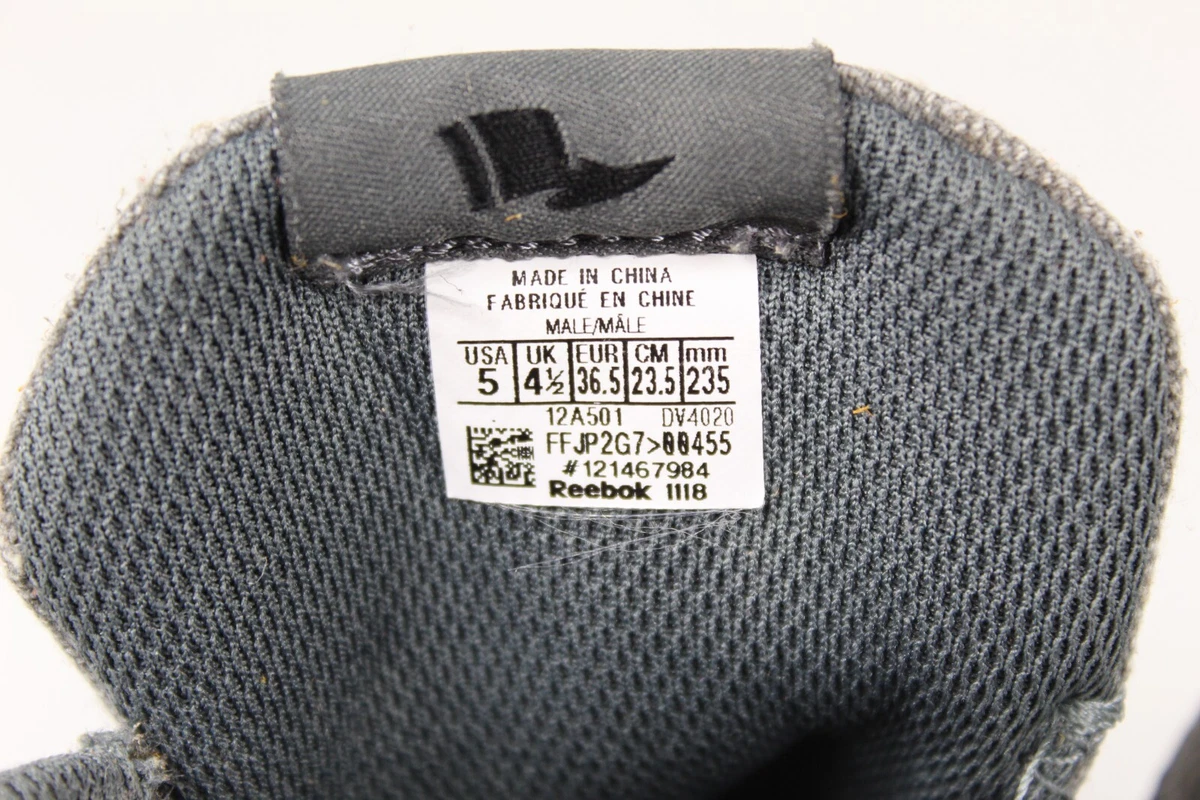 MADE IN CHINA
FABRIQUÉ EN CHINE
MALE/MÂLE
USA UK EUR CM mm
5 4½ 36.5 23.5 235
12A501 DV4020
FFJP2G7>00455
#121467984
Reebok 1118